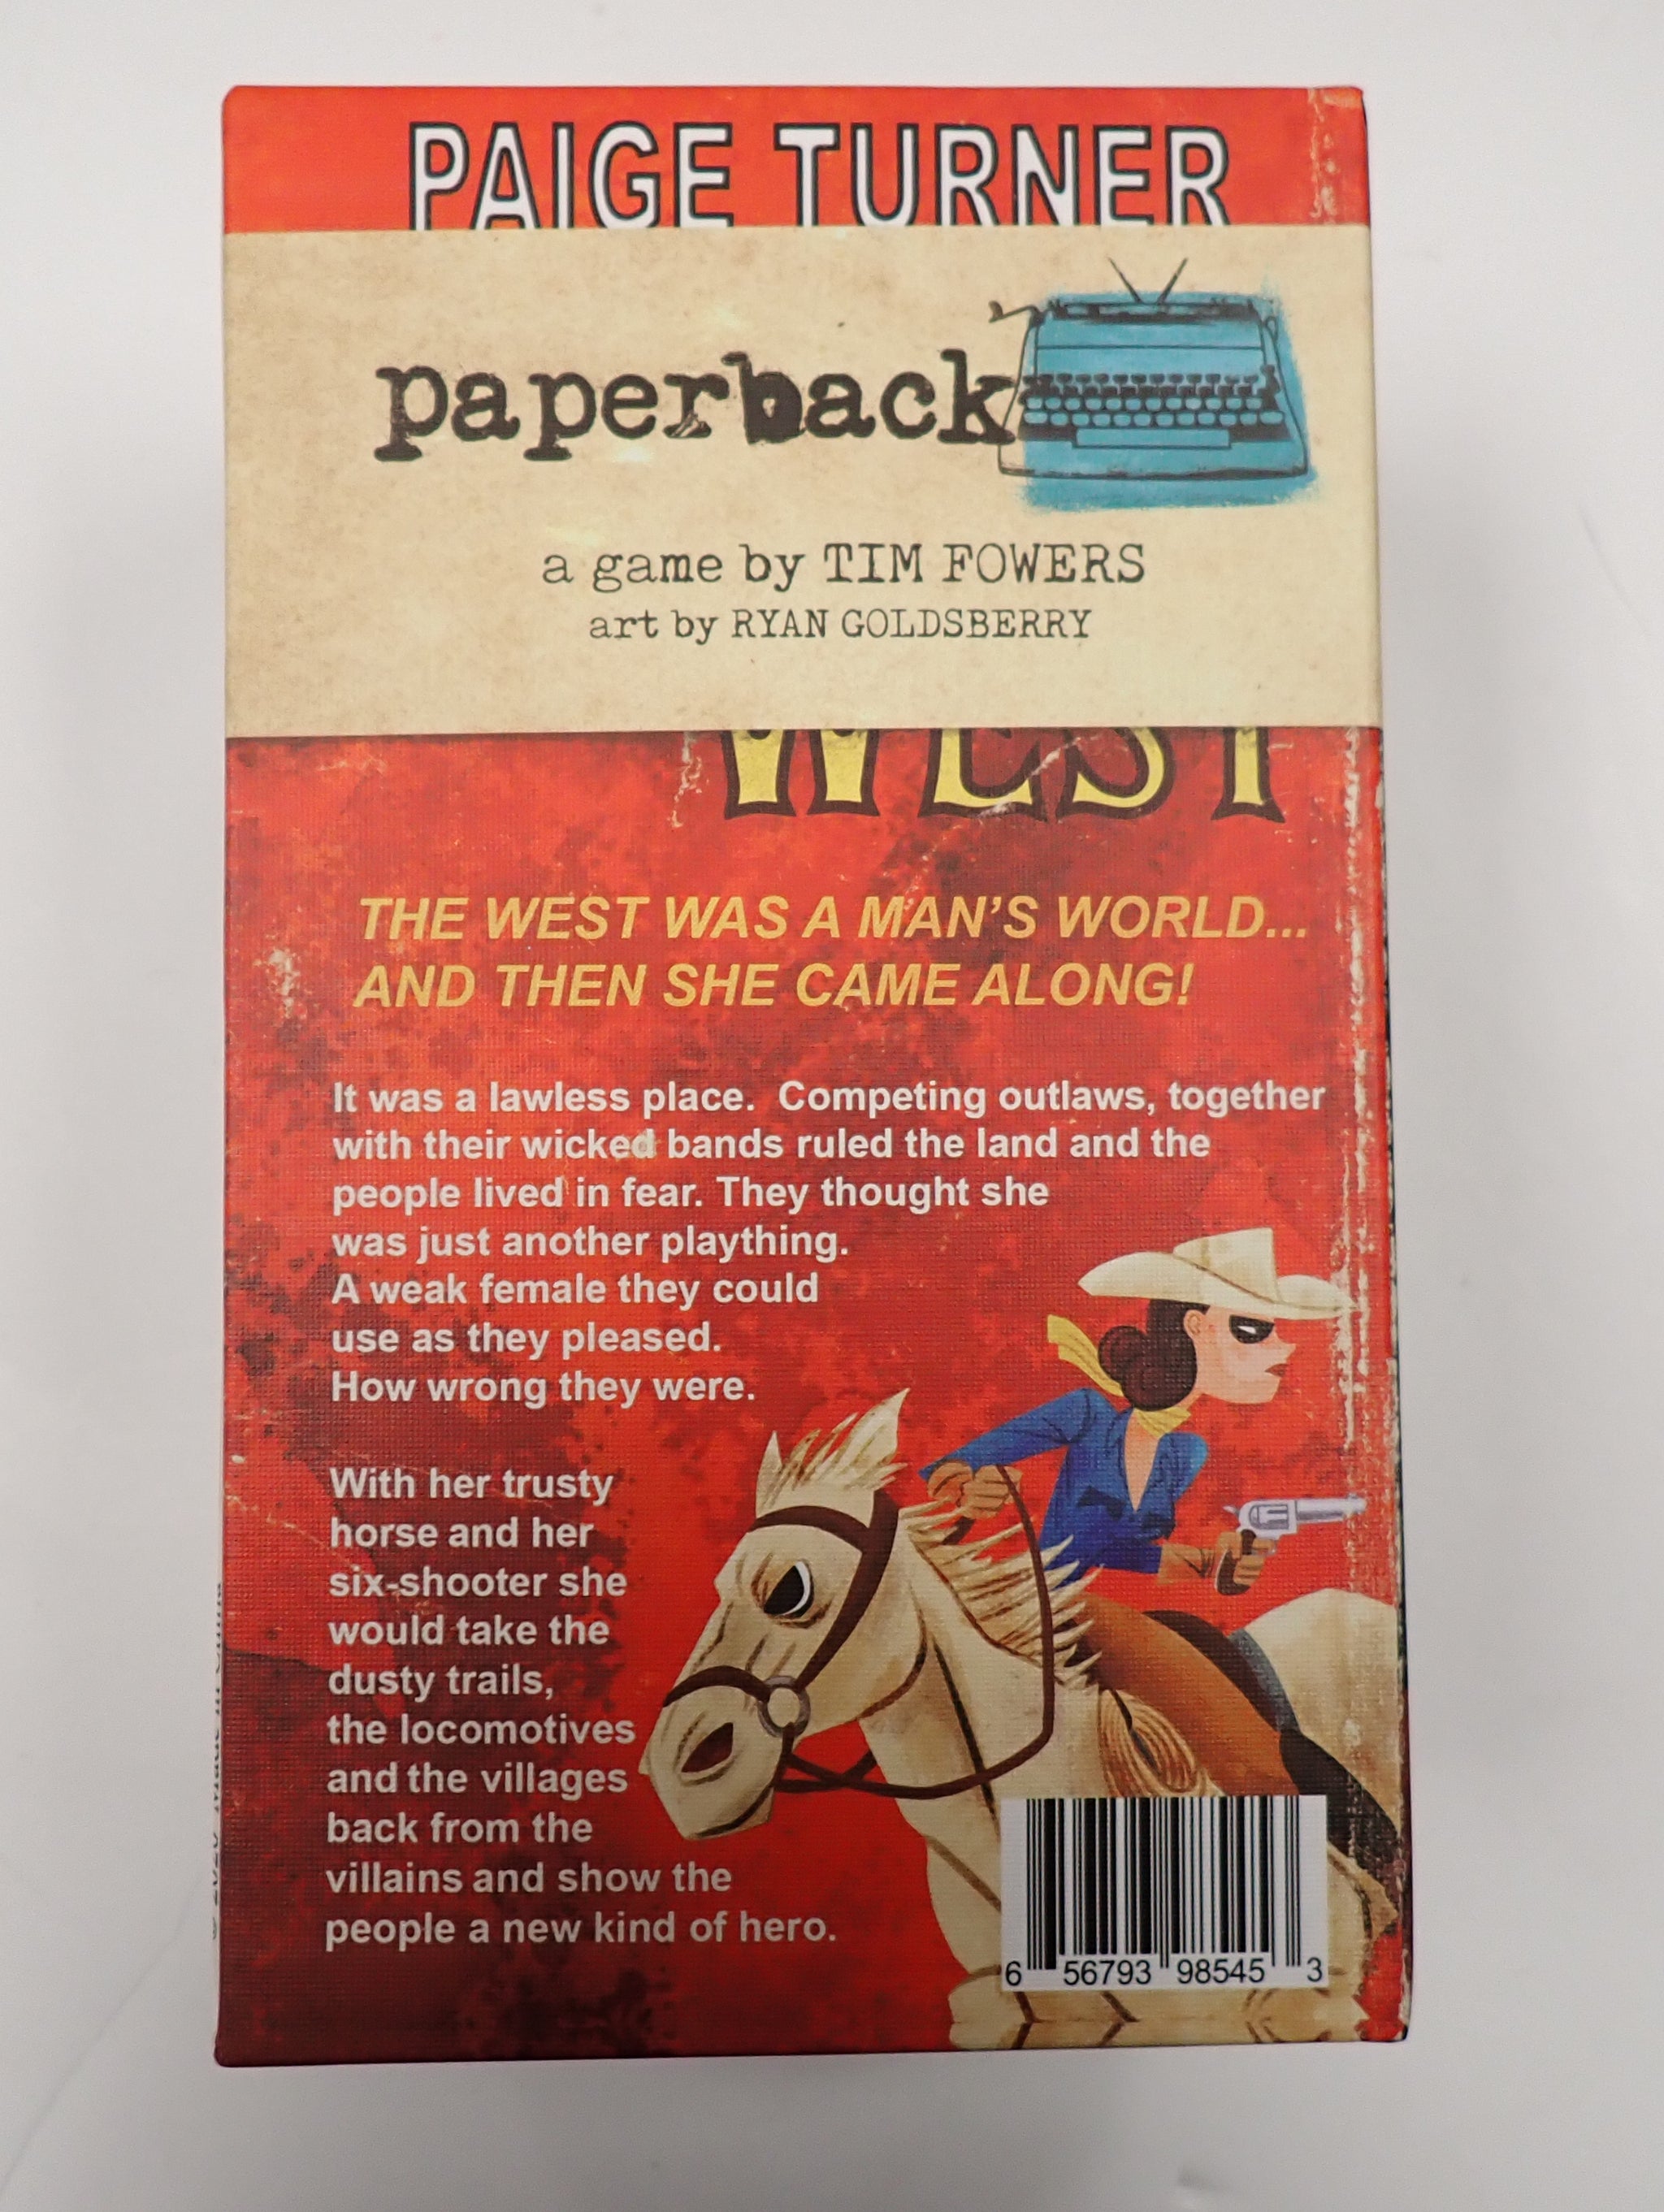 PAIGE TURNER
paperback
a game by TIM FOWERS
art by RYAN GOLDSBERRY
WEST
THE WEST WAS A MAN'S WORLD...
AND THEN SHE CAME ALONG!
It was a lawless place.  Competing outlaws, together
with their wicked bands ruled the land and the
people lived in fear. They thought she
was just another plaything.
A weak female they could
use as they pleased.
How wrong they were.
With her trusty
horse and her
six-shooter she
would take the
dusty trails,
the locomotives
and the villages
back from the
villains and show the
people a new kind of hero.
6 56793 98545 3